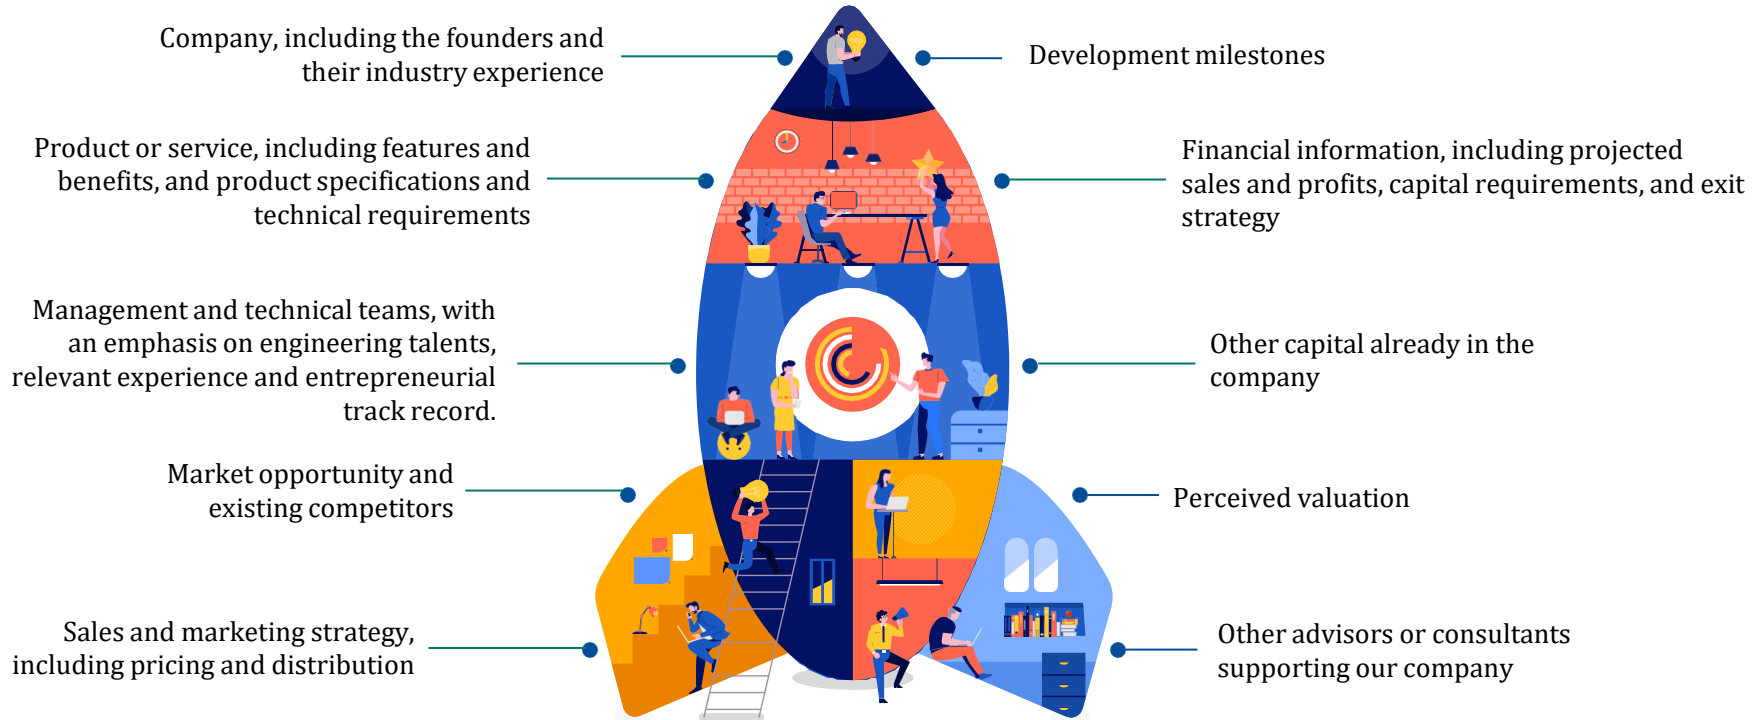 Company, including the founders and
their industry experience
Product or service, including features and
benefits, and product specifications and
technical requirements
Management and technical teams, with
an emphasis on engineering talents,
relevant experience and entrepreneurial
track record.
Market opportunity and
existing competitors
Sales and marketing strategy,
including pricing and distribution
Development milestones
Financial information, including projected
sales and profits, capital requirements, and exit
strategy
Other capital already in the
company
Perceived valuation
Other advisors or consultants
supporting our company